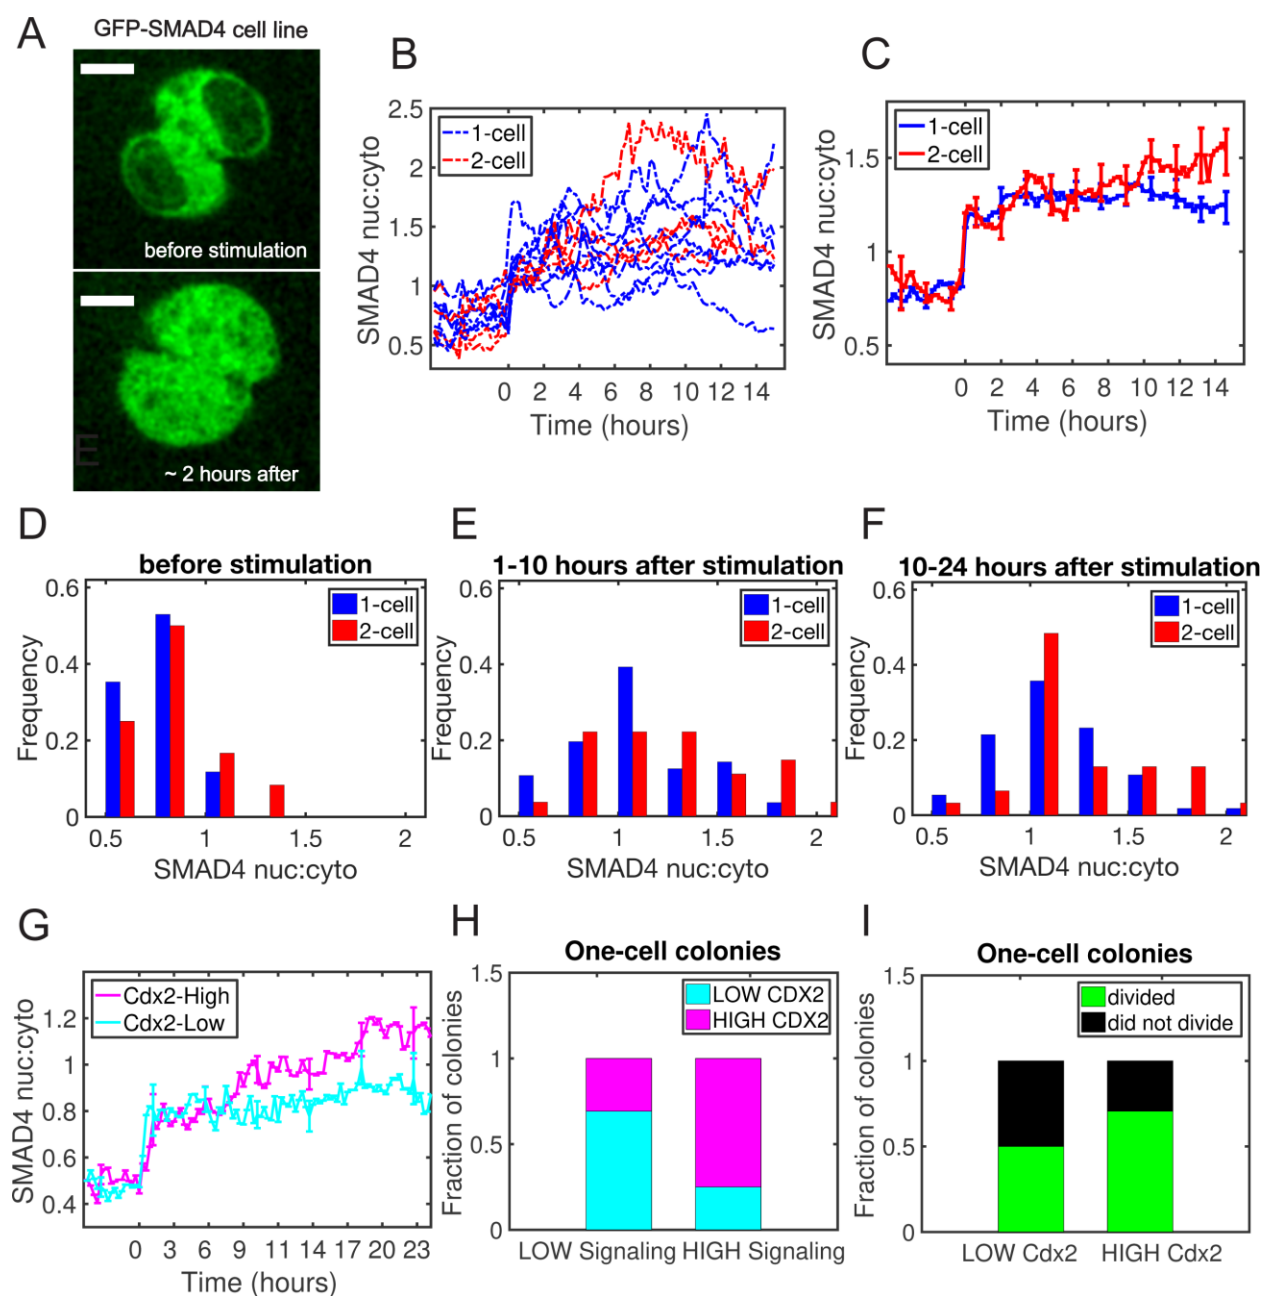 A
GFP-SMAD4 cell line
before stimulation
E
~ 2 hours after
B
SMAD4 nuc:cyto
2.5
2
1.5
1
0.5
1-cell
2-cell
0 2 4 6 8 10 12 14
Time (hours)
C
SMAD4 nuc:cyto
1.5
1
0.5
1-cell
2-cell
0 2 4 6 8 10 12 14
Time (hours)
D
before stimulation
Frequency
0.6
0.4
0.2
0
1-cell
2-cell
0.5 1 1.5 2
SMAD4 nuc:cyto
E
1-10 hours after stimulation
Frequency
0.6
0.4
0.2
0
1-cell
2-cell
0.5 1 1.5 2
SMAD4 nuc:cyto
F
10-24 hours after stimulation
Frequency
0.6
0.4
0.2
0
1-cell
2-cell
0.5 1 1.5 2
SMAD4 nuc:cyto
G
SMAD4 nuc:cyto
1.2
1
0.8
0.6
0.4
Cdx2-High
Cdx2-Low
0 3 6 9 11 14 17 20 23
Time (hours)
H
One-cell colonies
Fraction of colonies
1.5
1
0.5
0
LOW CDX2
HIGH CDX2
LOW Signaling HIGH Signaling
I
One-cell colonies
Fraction of colonies
1.5
1
0.5
0
divided
did not divide
LOW Cdx2 HIGH Cdx2